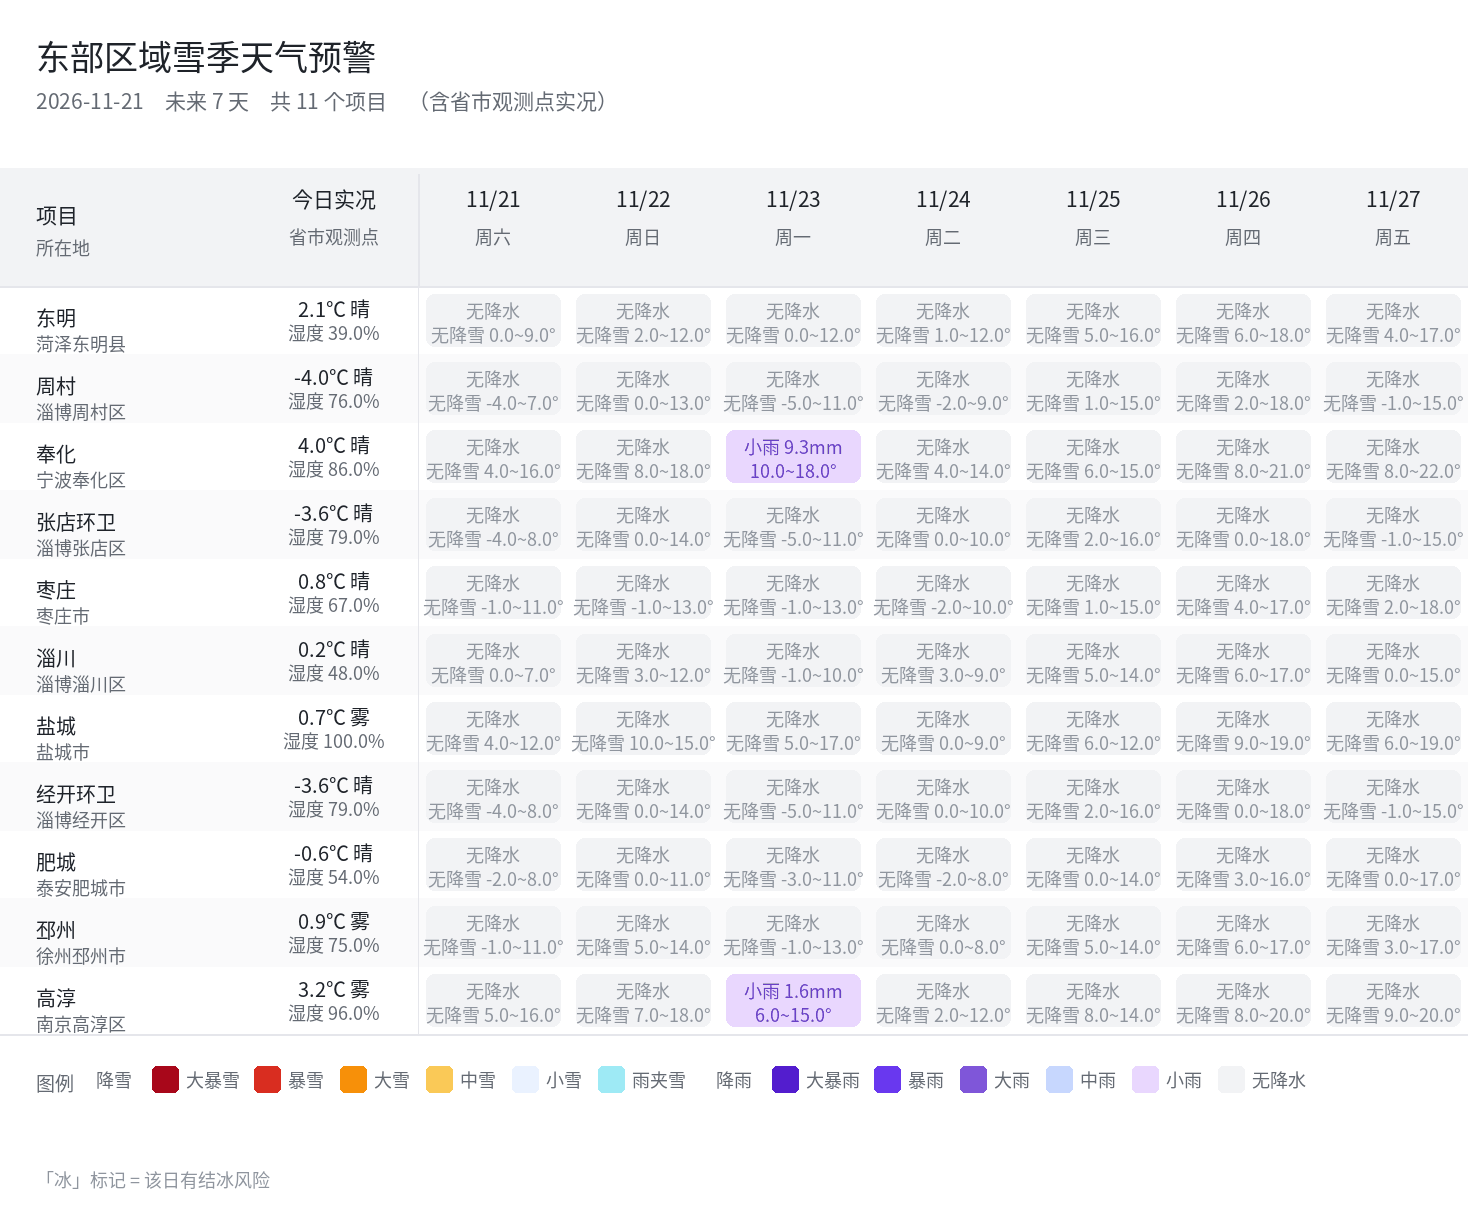 东部区域雪季天气预警
2026-11-21 未来 7 天 共 11 个项目 （含省市观测点实况）
项目 今日实况 11/21 11/22 11/23 11/24 11/25 11/26 11/27
所在地 省市观测点 周六 周日 周一 周二 周三 周四 周五
东明 2.1°C 晴 无降水 无降水 无降水 无降水 无降水 无降水 无降水
菏泽东明县 湿度 39.0% 无降雪 0.0~9.0° 无降雪 2.0~12.0° 无降雪 0.0~12.0° 无降雪 1.0~12.0° 无降雪 5.0~16.0° 无降雪 6.0~18.0° 无降雪 4.0~17.0°
周村 -4.0°C 晴 无降水 无降水 无降水 无降水 无降水 无降水 无降水
淄博周村区 湿度 76.0% 无降雪 -4.0~7.0° 无降雪 0.0~13.0° 无降雪 -5.0~11.0° 无降雪 -2.0~9.0° 无降雪 1.0~15.0° 无降雪 2.0~18.0° 无降雪 -1.0~15.0°
奉化 4.0°C 晴 无降水 无降水 小雨 9.3mm 无降水 无降水 无降水 无降水
宁波奉化区 湿度 86.0% 无降雪 4.0~16.0° 无降雪 8.0~18.0° 10.0~18.0° 无降雪 4.0~14.0° 无降雪 6.0~15.0° 无降雪 8.0~21.0° 无降雪 8.0~22.0°
张店环卫 -3.6°C 晴 无降水 无降水 无降水 无降水 无降水 无降水 无降水
淄博张店区 湿度 79.0% 无降雪 -4.0~8.0° 无降雪 0.0~14.0° 无降雪 -5.0~11.0° 无降雪 0.0~10.0° 无降雪 2.0~16.0° 无降雪 0.0~18.0° 无降雪 -1.0~15.0°
枣庄 0.8°C 晴 无降水 无降水 无降水 无降水 无降水 无降水 无降水
枣庄市 湿度 67.0% 无降雪 -1.0~11.0° 无降雪 -1.0~13.0° 无降雪 -1.0~13.0° 无降雪 -2.0~10.0° 无降雪 1.0~15.0° 无降雪 4.0~17.0° 无降雪 2.0~18.0°
淄川 0.2°C 晴 无降水 无降水 无降水 无降水 无降水 无降水 无降水
淄博淄川区 湿度 48.0% 无降雪 0.0~7.0° 无降雪 3.0~12.0° 无降雪 -1.0~10.0° 无降雪 3.0~9.0° 无降雪 5.0~14.0° 无降雪 6.0~17.0° 无降雪 0.0~15.0°
盐城 0.7°C 雾 无降水 无降水 无降水 无降水 无降水 无降水 无降水
盐城市 湿度 100.0% 无降雪 4.0~12.0° 无降雪 10.0~15.0° 无降雪 5.0~17.0° 无降雪 0.0~9.0° 无降雪 6.0~12.0° 无降雪 9.0~19.0° 无降雪 6.0~19.0°
经开环卫 -3.6°C 晴 无降水 无降水 无降水 无降水 无降水 无降水 无降水
淄博经开区 湿度 79.0% 无降雪 -4.0~8.0° 无降雪 0.0~14.0° 无降雪 -5.0~11.0° 无降雪 0.0~10.0° 无降雪 2.0~16.0° 无降雪 0.0~18.0° 无降雪 -1.0~15.0°
肥城 -0.6°C 晴 无降水 无降水 无降水 无降水 无降水 无降水 无降水
泰安肥城市 湿度 54.0% 无降雪 -2.0~8.0° 无降雪 0.0~11.0° 无降雪 -3.0~11.0° 无降雪 -2.0~8.0° 无降雪 0.0~14.0° 无降雪 3.0~16.0° 无降雪 0.0~17.0°
邳州 0.9°C 雾 无降水 无降水 无降水 无降水 无降水 无降水 无降水
徐州邳州市 湿度 75.0% 无降雪 -1.0~11.0° 无降雪 5.0~14.0° 无降雪 -1.0~13.0° 无降雪 0.0~8.0° 无降雪 5.0~14.0° 无降雪 6.0~17.0° 无降雪 3.0~17.0°
高淳 3.2°C 雾 无降水 无降水 小雨 1.6mm 无降水 无降水 无降水 无降水
南京高淳区 湿度 96.0% 无降雪 5.0~16.0° 无降雪 7.0~18.0° 6.0~15.0° 无降雪 2.0~12.0° 无降雪 8.0~14.0° 无降雪 8.0~20.0° 无降雪 9.0~20.0°
图例 降雪 大暴雪 暴雪 大雪 中雪 小雪 雨夹雪 降雨 大暴雨 暴雨 大雨 中雨 小雨 无降水
「冰」标记 = 该日有结冰风险